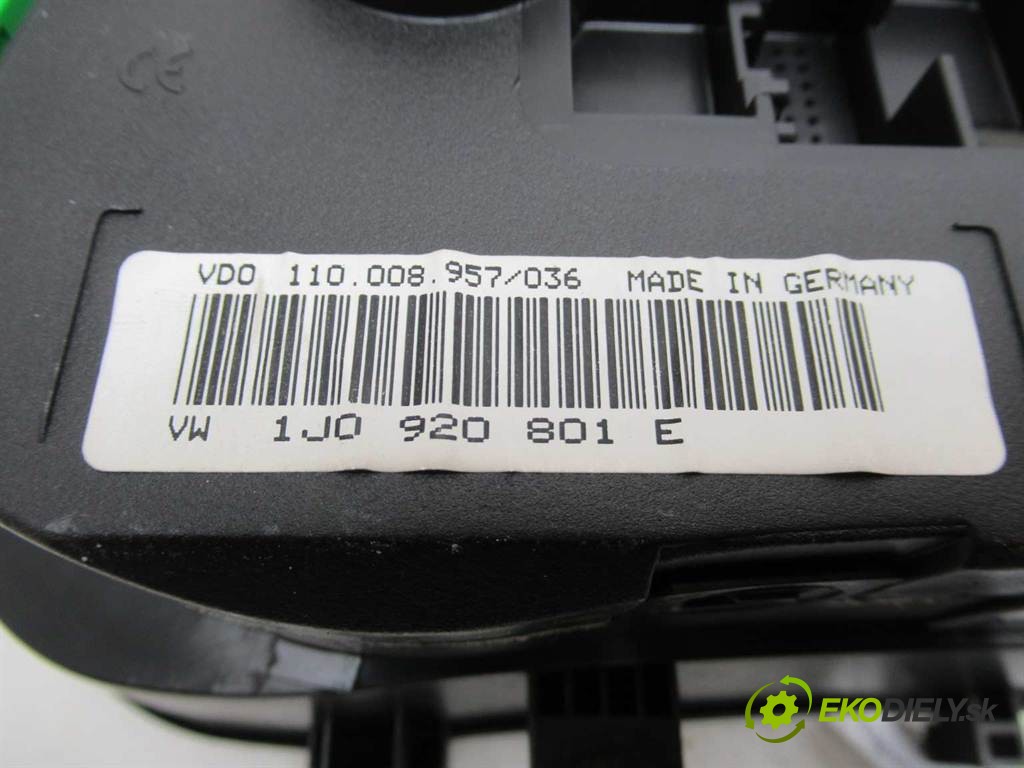 CE
VDO 110.008.957/036 MADE IN GERMANY
VW 1J0 920 801 E
EKODIELY.sk